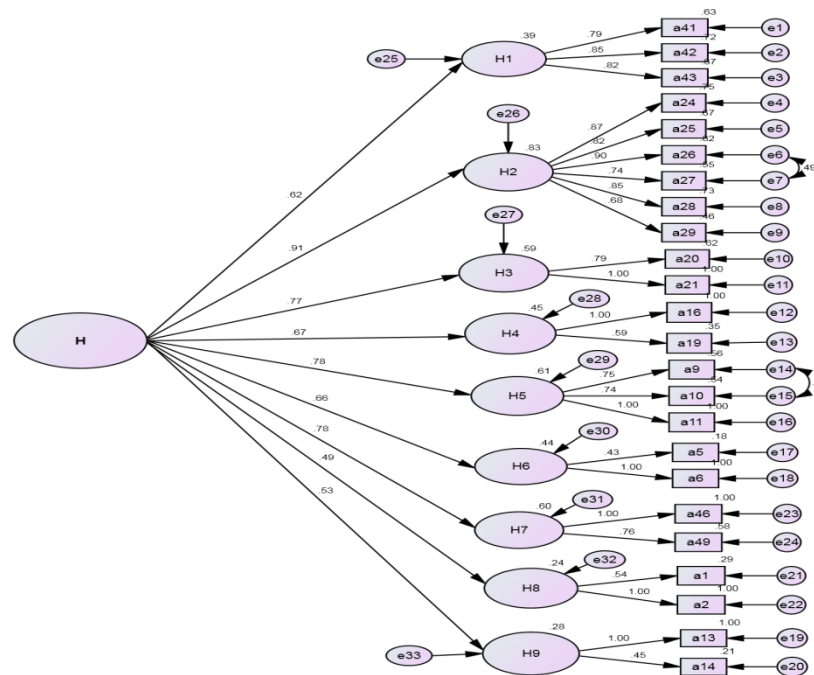 .63
.39
.79
a41
e1
.72
e25
H1
.85
a42
e2
.82
.67
a43
e3
.75
a24
e4
e26
.87
.67
.82
a25
e5
.83
.90
a26
e6
.55
H2
.74
a27
e7
.49
.85
.73
a28
e8
.68
.46
a29
e9
.62
e27
.62
.91
.59
.79
a20
e10
1.00
H3
1.00
a21
e11
.77
1.00
.45
e28
1.00
a16
e12
H4
.59
.35
a19
e13
H
.67
.78
.61
e29
.75
.56
a9
e14
H5
.74
.54
a10
e15
1.00
1.00
a11
e16
.66
.44
e30
.43
.18
a5
e17
H6
1.00
1.00
a6
e18
.78
.49
.53
.60
e31
1.00
1.00
a46
e23
H7
.76
.58
a49
e24
.24
e32
.54
.29
a1
e21
H8
1.00
1.00
a2
e22
.28
1.00
1.00
a13
e19
e33
H9
.45
.21
a14
e20